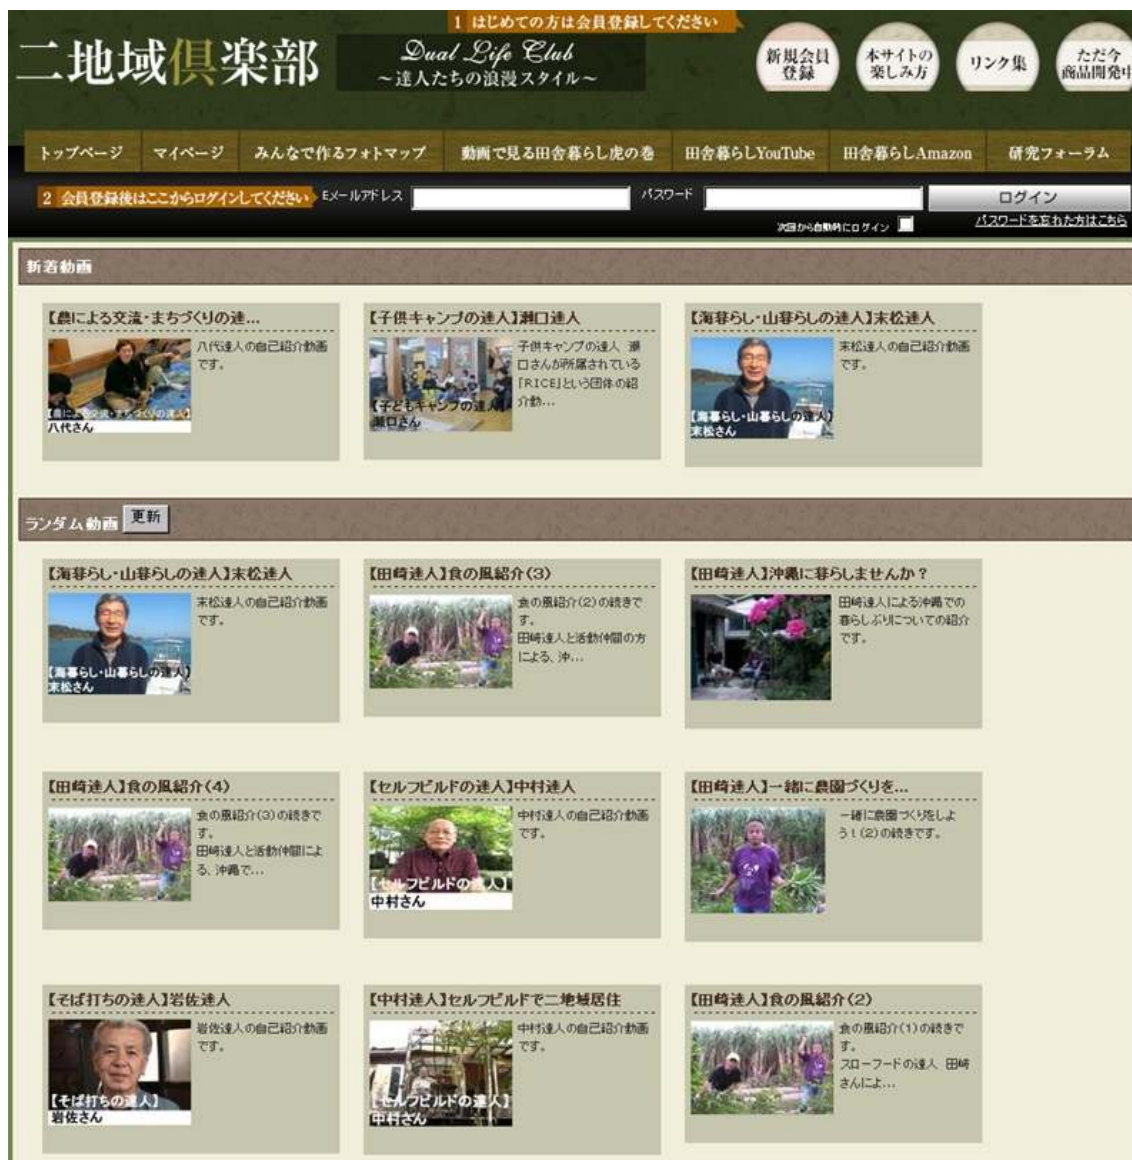 1 はじめての方は会員登録してください
二地域倶楽部
Dual Life Club
～達人たちの浪漫スタイル～
新規会員
登録
本サイトの
楽しみ方
リンク集
ただ今
商品開発中
トップページ マイページ みんなで作るフォトマップ 動画で見る田舎暮らし虎の巻 田舎暮らしYouTube 田舎暮らしAmazon 研究フォーラム
2 会員登録後はここからログインしてください Eメールアドレス パスワード ログイン
次回から自動的にログイン パスワードを忘れた方はこちら
新着動画
【農による交流・まちづくりの達...
八代達人の自己紹介動画
です。
【農による交流・まちづくりの達人】
八代さん
【子供キャンプの達人】瀬口達人
子供キャンプの達人 瀬
口さんが所属されている
「RICE」という団体の紹
介動...
【子どもキャンプの達人】
瀬口さん
【海暮らし・山暮らしの達人】末松達人
末松達人の自己紹介動画
です。
【海暮らし・山暮らしの達人】
末松さん
ランダム動画 更新
【海暮らし・山暮らしの達人】末松達人
末松達人の自己紹介動画
です。
【海暮らし・山暮らしの達人】
末松さん
【田崎達人】食の風紹介(3)
食の風紹介(2)の続きで
す。
田崎達人と活動仲間の方
による、沖...
【田崎達人】沖縄に暮らしませんか？
田崎達人による沖縄での
暮らしぶりについての紹介
です。
【田崎達人】食の風紹介(4)
食の風紹介(3)の続きで
す。
田崎達人と活動仲間によ
る、沖縄で...
【セルフビルドの達人】中村達人
中村達人の自己紹介動画
です。
【セルフビルドの達人】
中村さん
【田崎達人】一緒に農園づくりを...
一緒に農園づくりをしよ
う！(2)の続きです。
【そば打ちの達人】岩佐達人
岩佐達人の自己紹介動画
です。
【そば打ちの達人】
岩佐さん
【中村達人】セルフビルドで二地域居住
中村達人の自己紹介動画
です。
【セルフビルドの達人】
中村さん
【田崎達人】食の風紹介(2)
食の風紹介(1)の続きで
す。
スローフードの達人 田崎
さんによ...